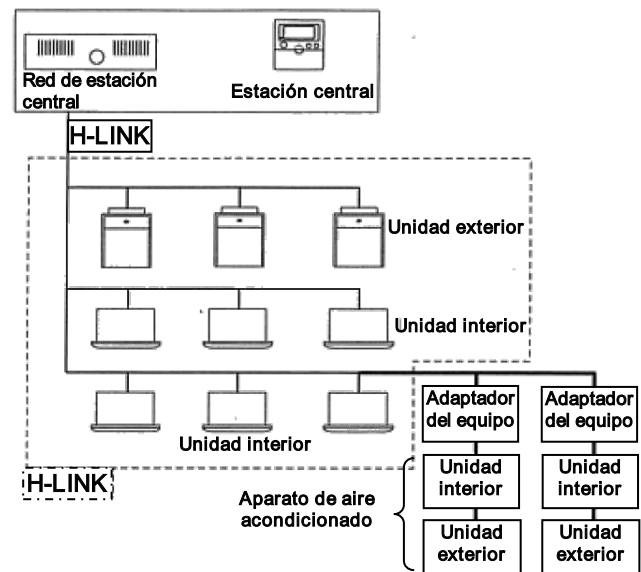 Red de estación
central
Estación central
H-LINK
Unidad exterior
Unidad interior
Unidad interior
H-LINK
Adaptador
del equipo
Adaptador
del equipo
Aparato de aire
acondicionado
Unidad
interior
Unidad
interior
Unidad
exterior
Unidad
exterior